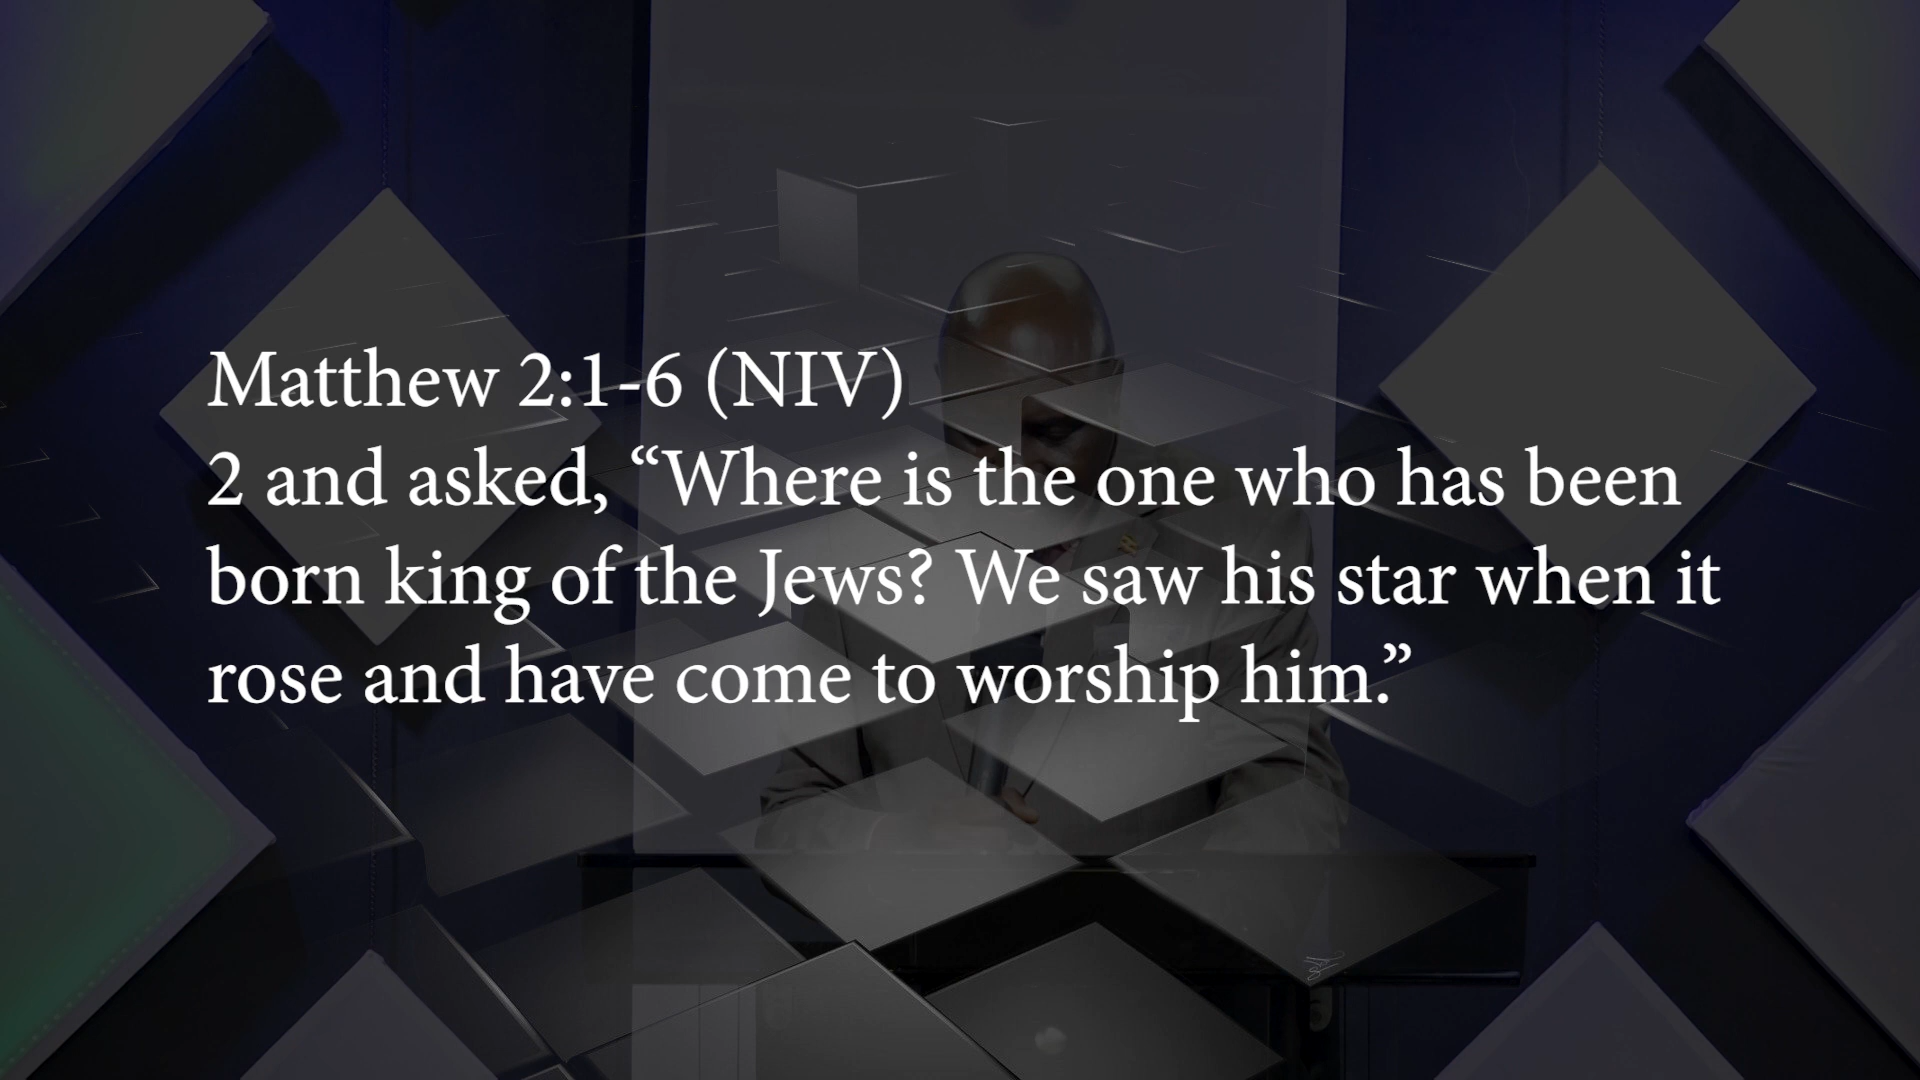 Matthew 2:1-6 (NIV)
2 and asked, “Where is the one who has been
born king of the Jews? We saw his star when it
rose and have come to worship him.”